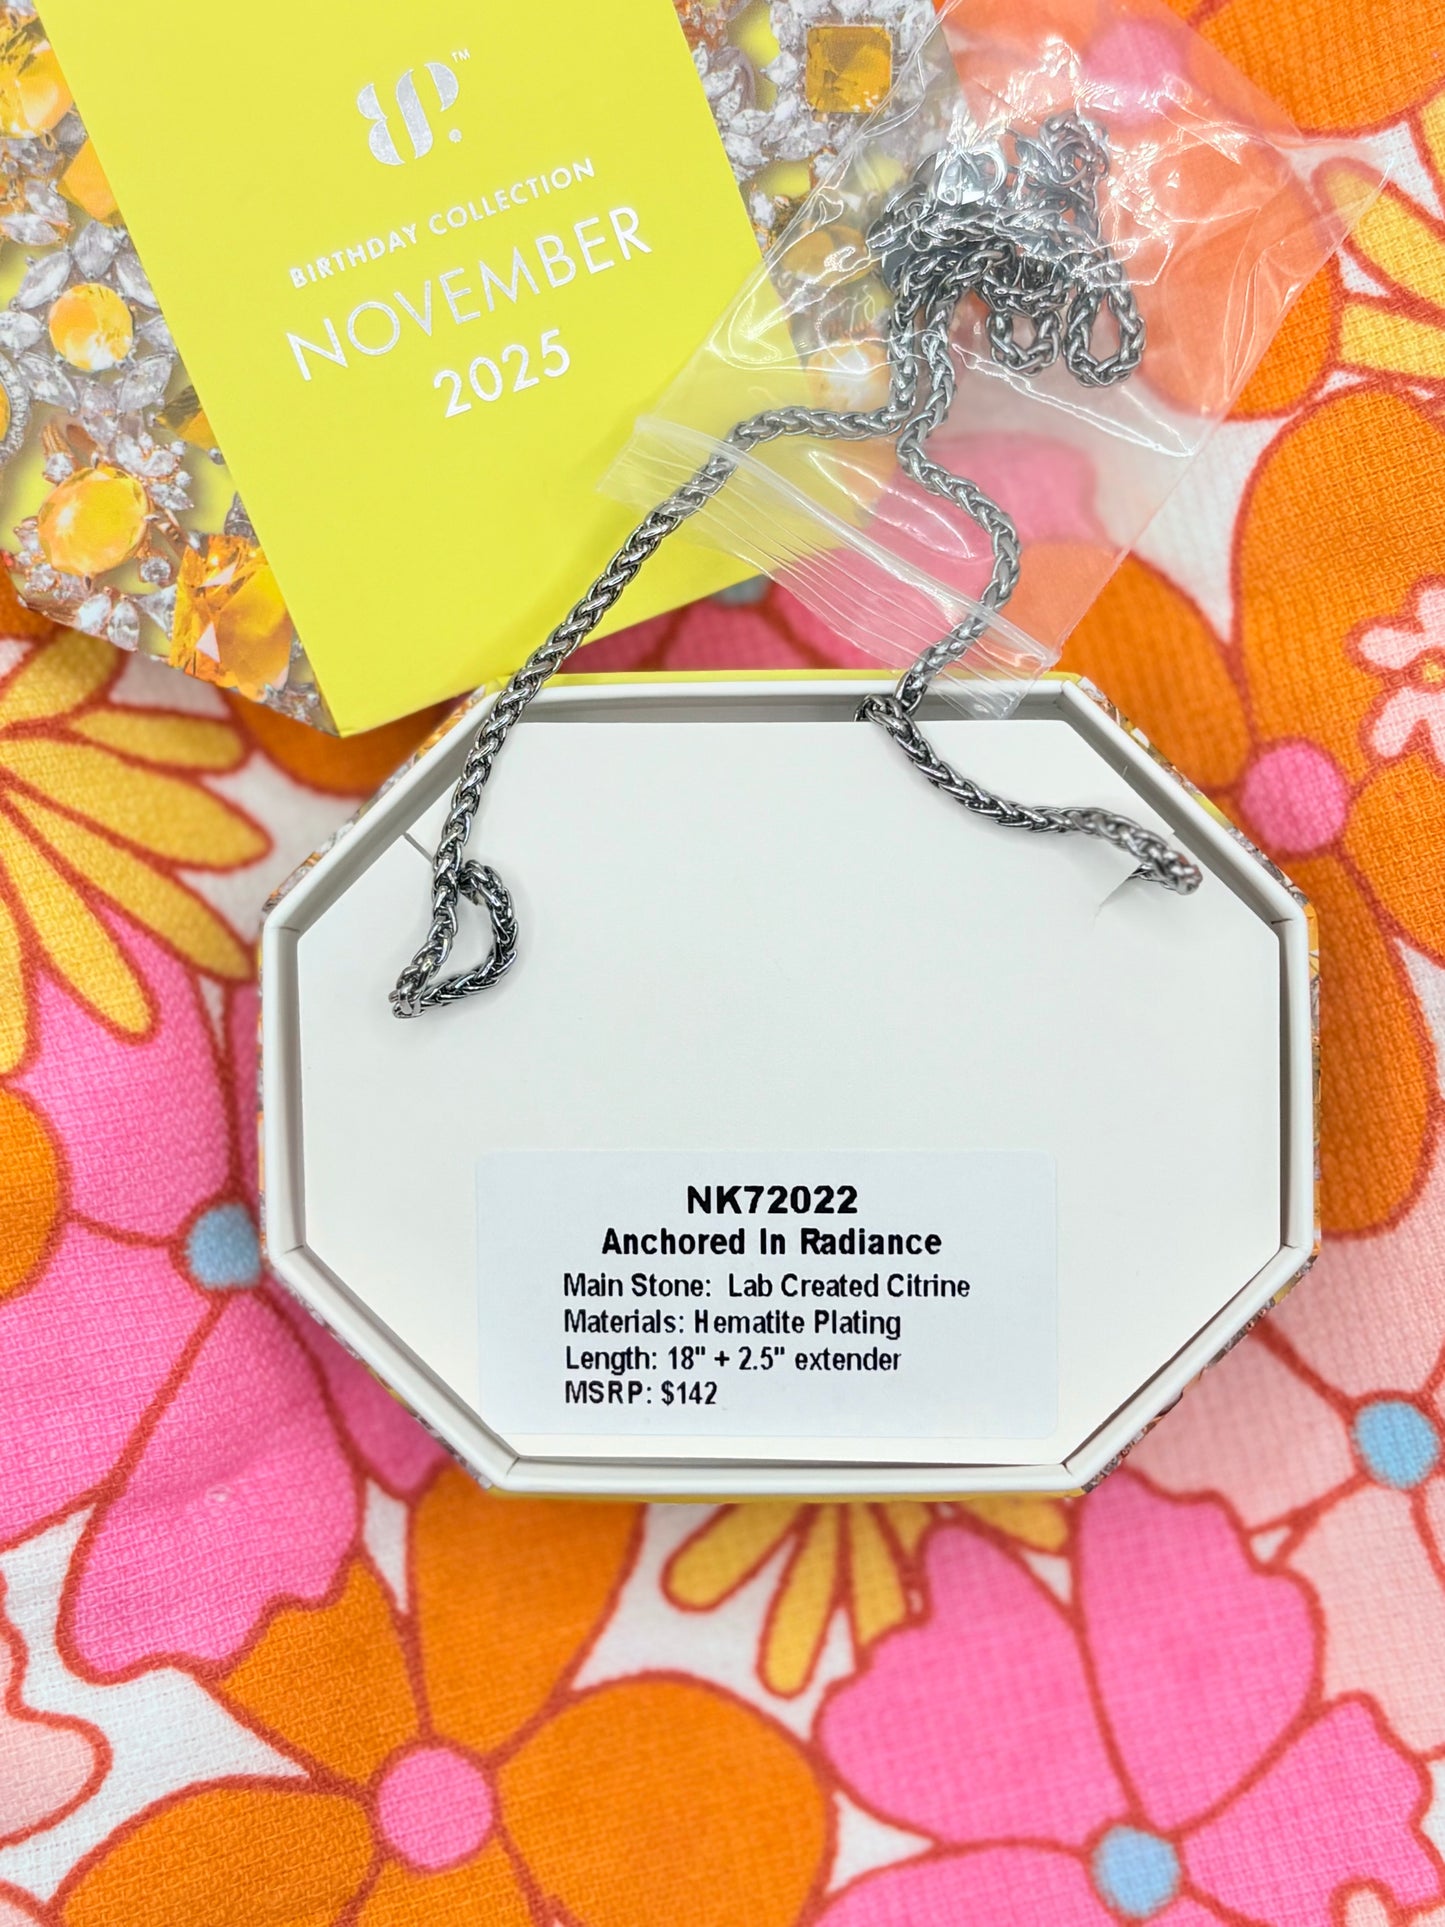 BP.™
BIRTHDAY COLLECTION
NOVEMBER
2025
NK72022
Anchored In Radiance
Main Stone: Lab Created Citrine
Materials: Hematite Plating
Length: 18" + 2.5" extender
MSRP: $142